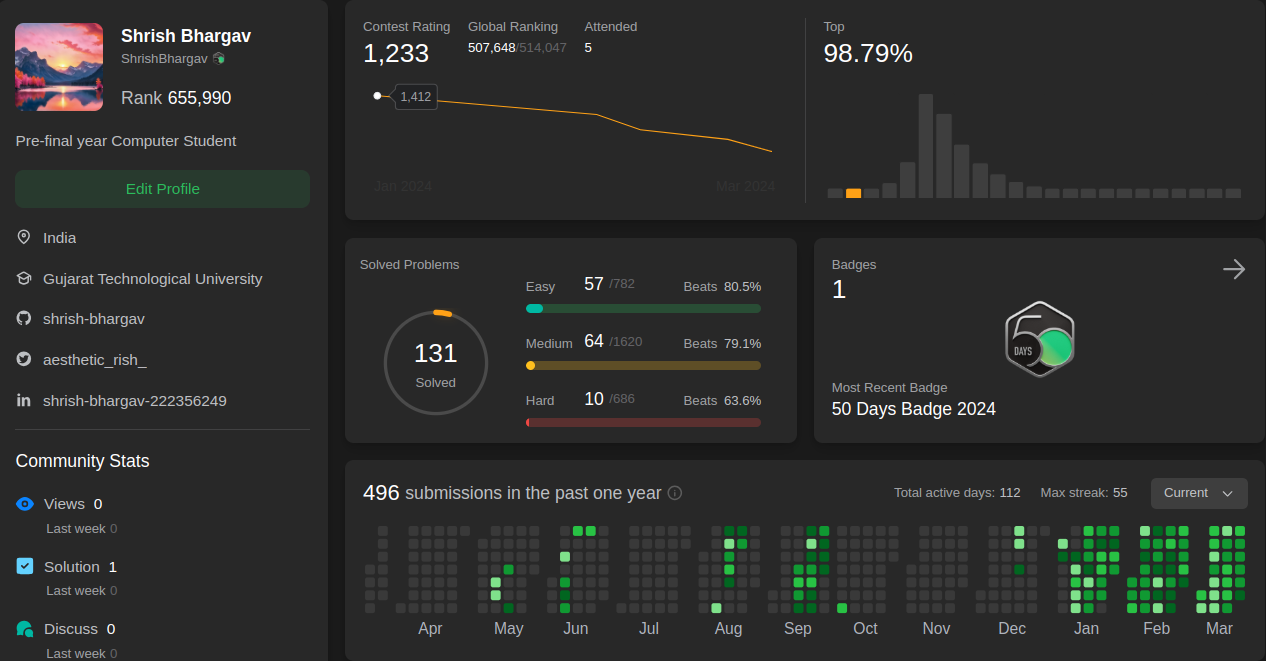 Shrish Bhargav
ShrishBhargav
Rank 655,990
Pre-final year Computer Student
Edit Profile
India
Gujarat Technological University
shrish-bhargav
aesthetic_rish_
shrish-bhargav-222356249
Community Stats
Views 0
Last week 0
Solution 1
Last week 0
Discuss 0
Last week 0
Contest Rating
1,233
Global Ranking
507,648/514,047
Attended
5
1,412
Jan 2024
Mar 2024
Top
98.79%
Solved Problems
131
Solved
Easy 57 /782 Beats 80.5%
Medium 64 /1620 Beats 79.1%
Hard 10 /686 Beats 63.6%
Badges
1
DAYS
Most Recent Badge
50 Days Badge 2024
496 submissions in the past one year
Total active days: 112 Max streak: 55 Current
Apr May Jun Jul Aug Sep Oct Nov Dec Jan Feb Mar